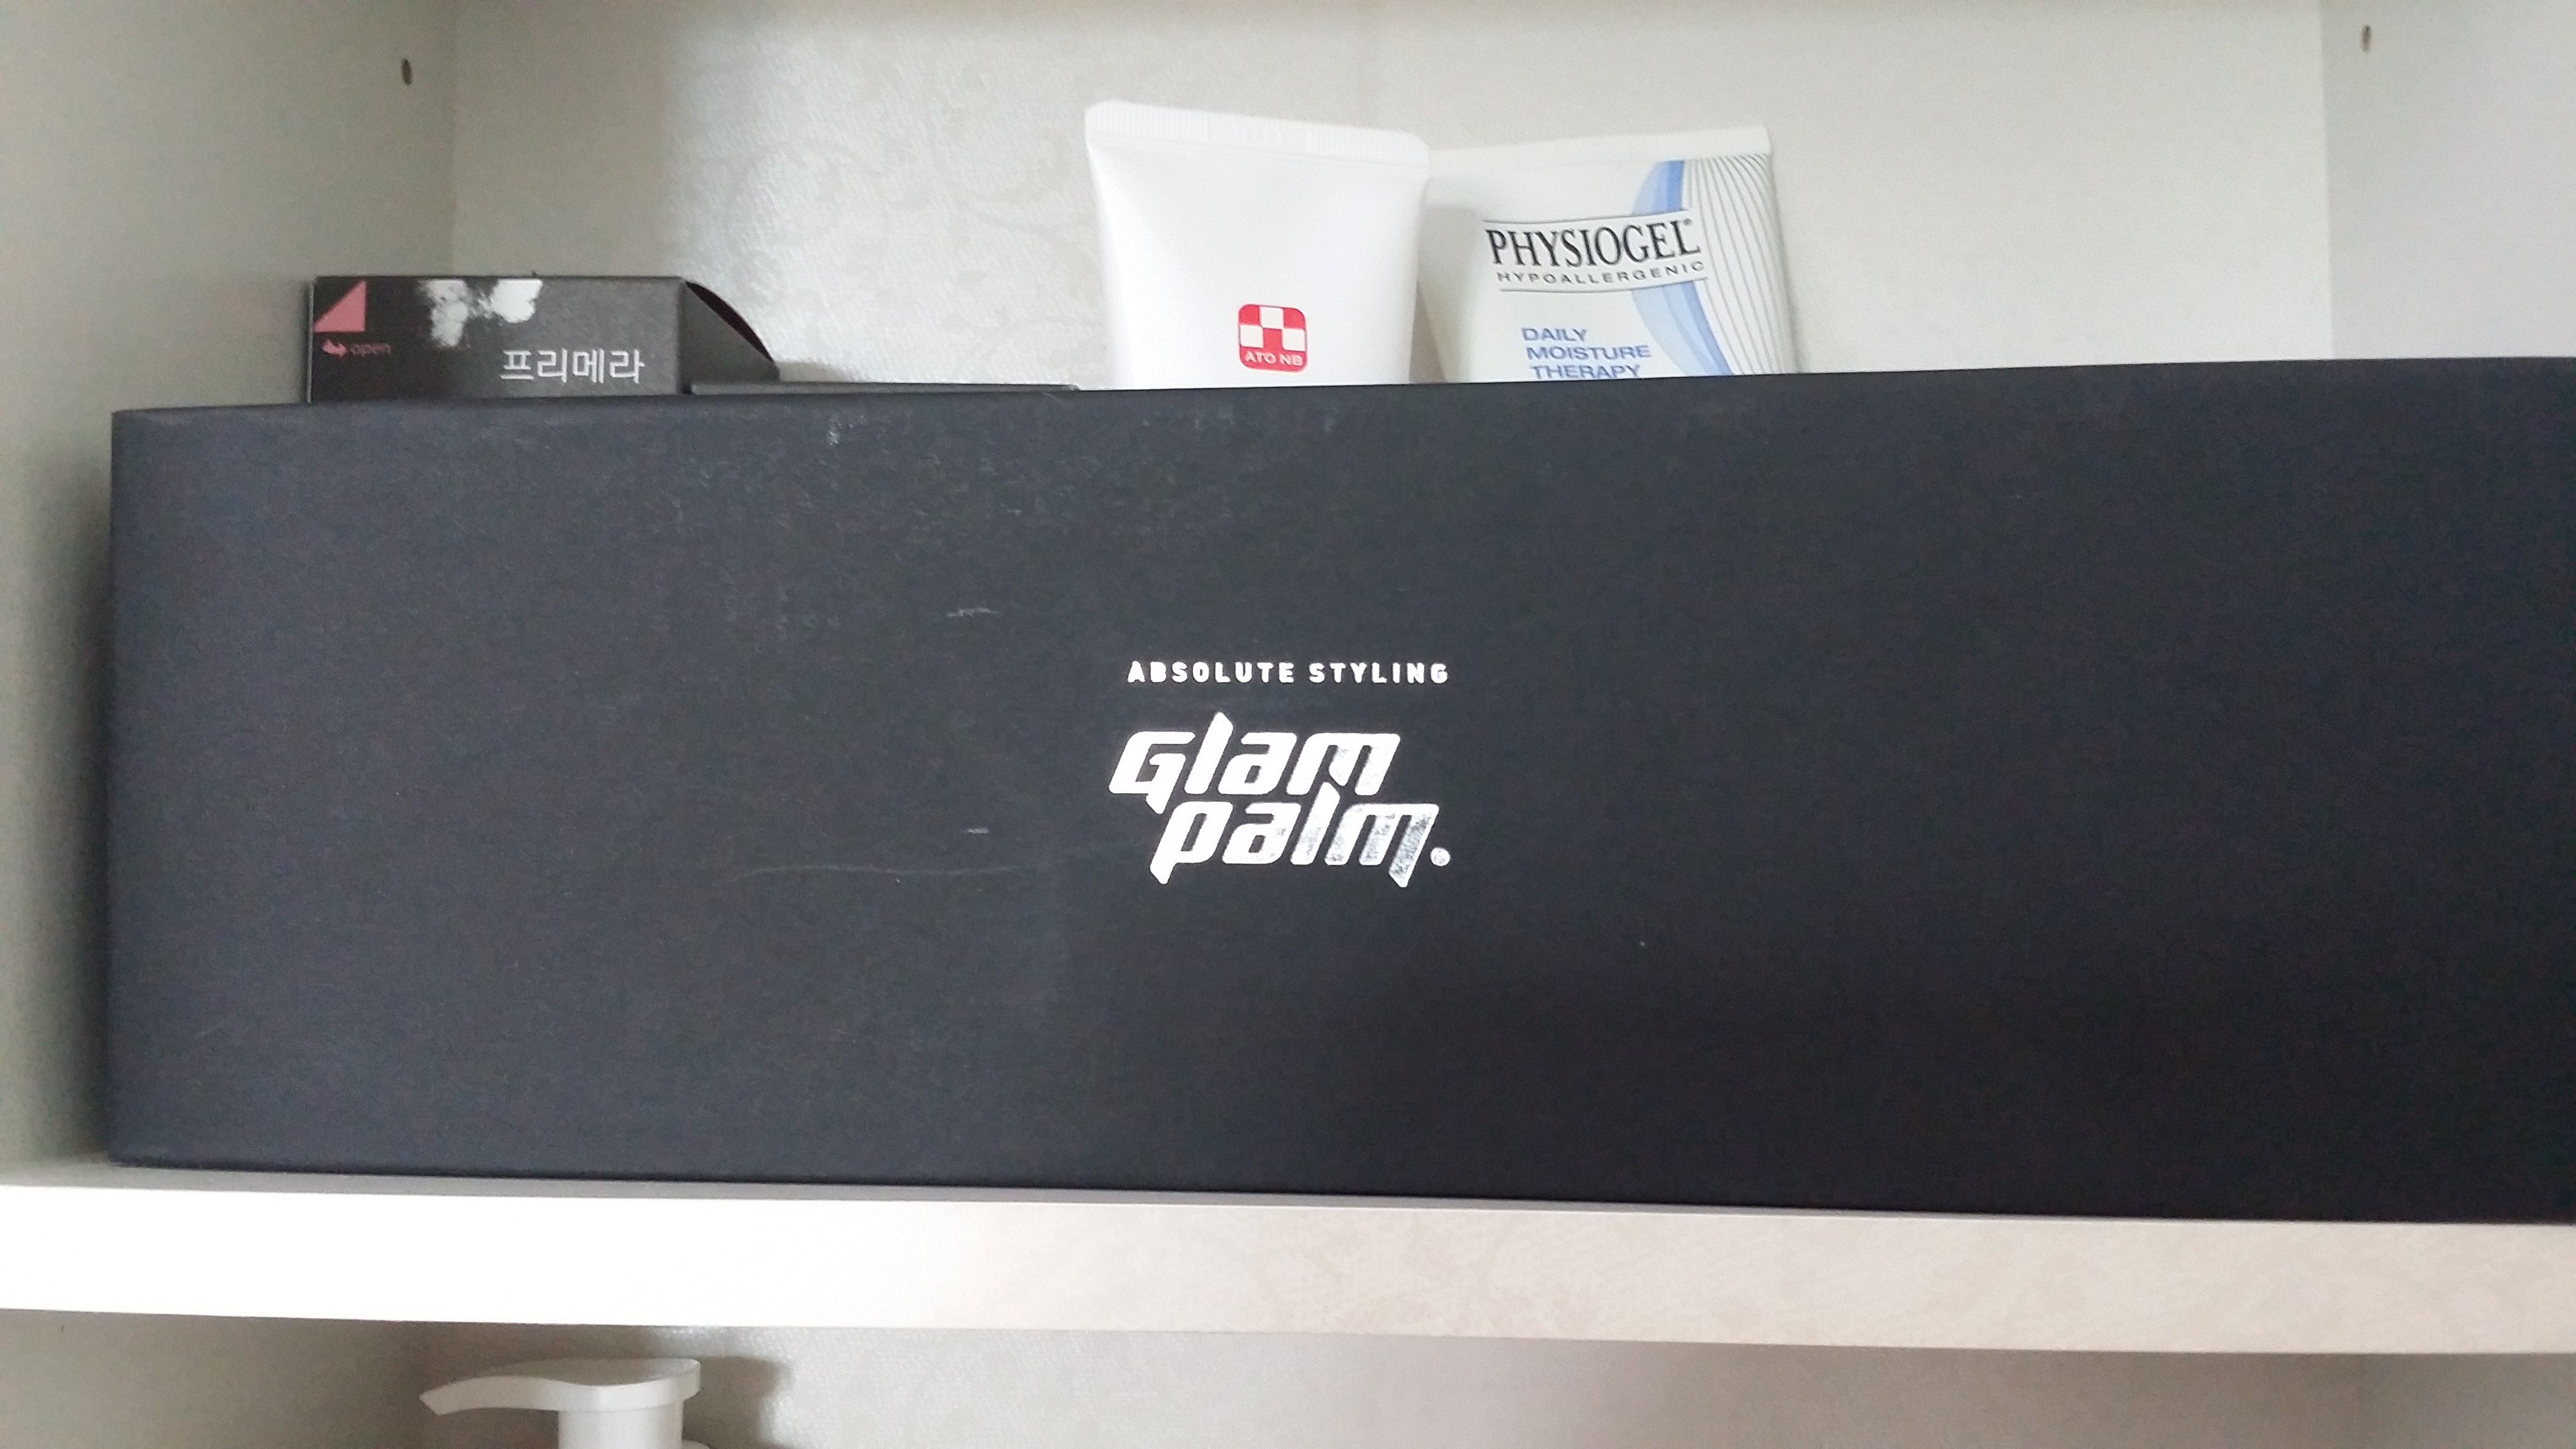 open
프리메라
ATO NB
PHYSIOGEL®
HYPOALLERGENIC
DAILY
MOISTURE
THERAPY
ABSOLUTE STYLING
Glam
palm.®